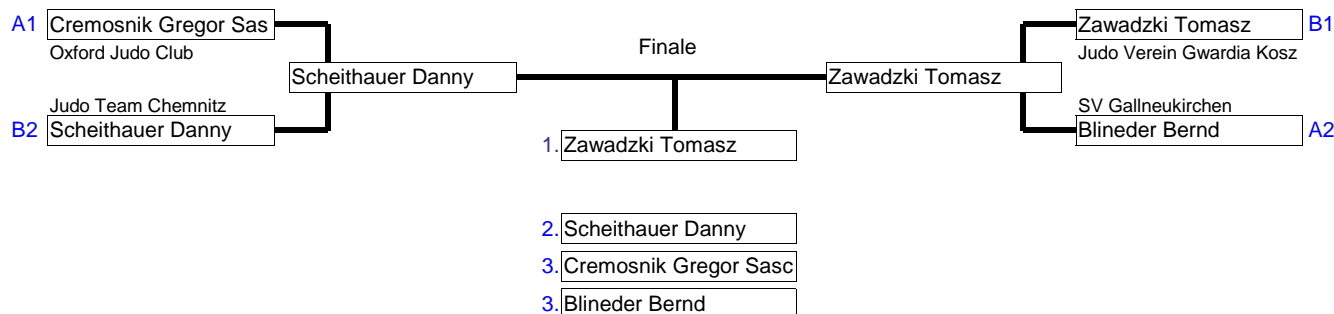 A1 Cremosnik Gregor Sas
Oxford Judo Club
Finale
Zawadzki Tomasz B1
Judo Verein Gwardia Kosz
Scheithauer Danny
Zawadzki Tomasz
Judo Team Chemnitz
B2 Scheithauer Danny
SV Gallneukirchen
Blineder Bernd A2
1. Zawadzki Tomasz
2. Scheithauer Danny
3. Cremosnik Gregor Sasc
3. Blineder Bernd